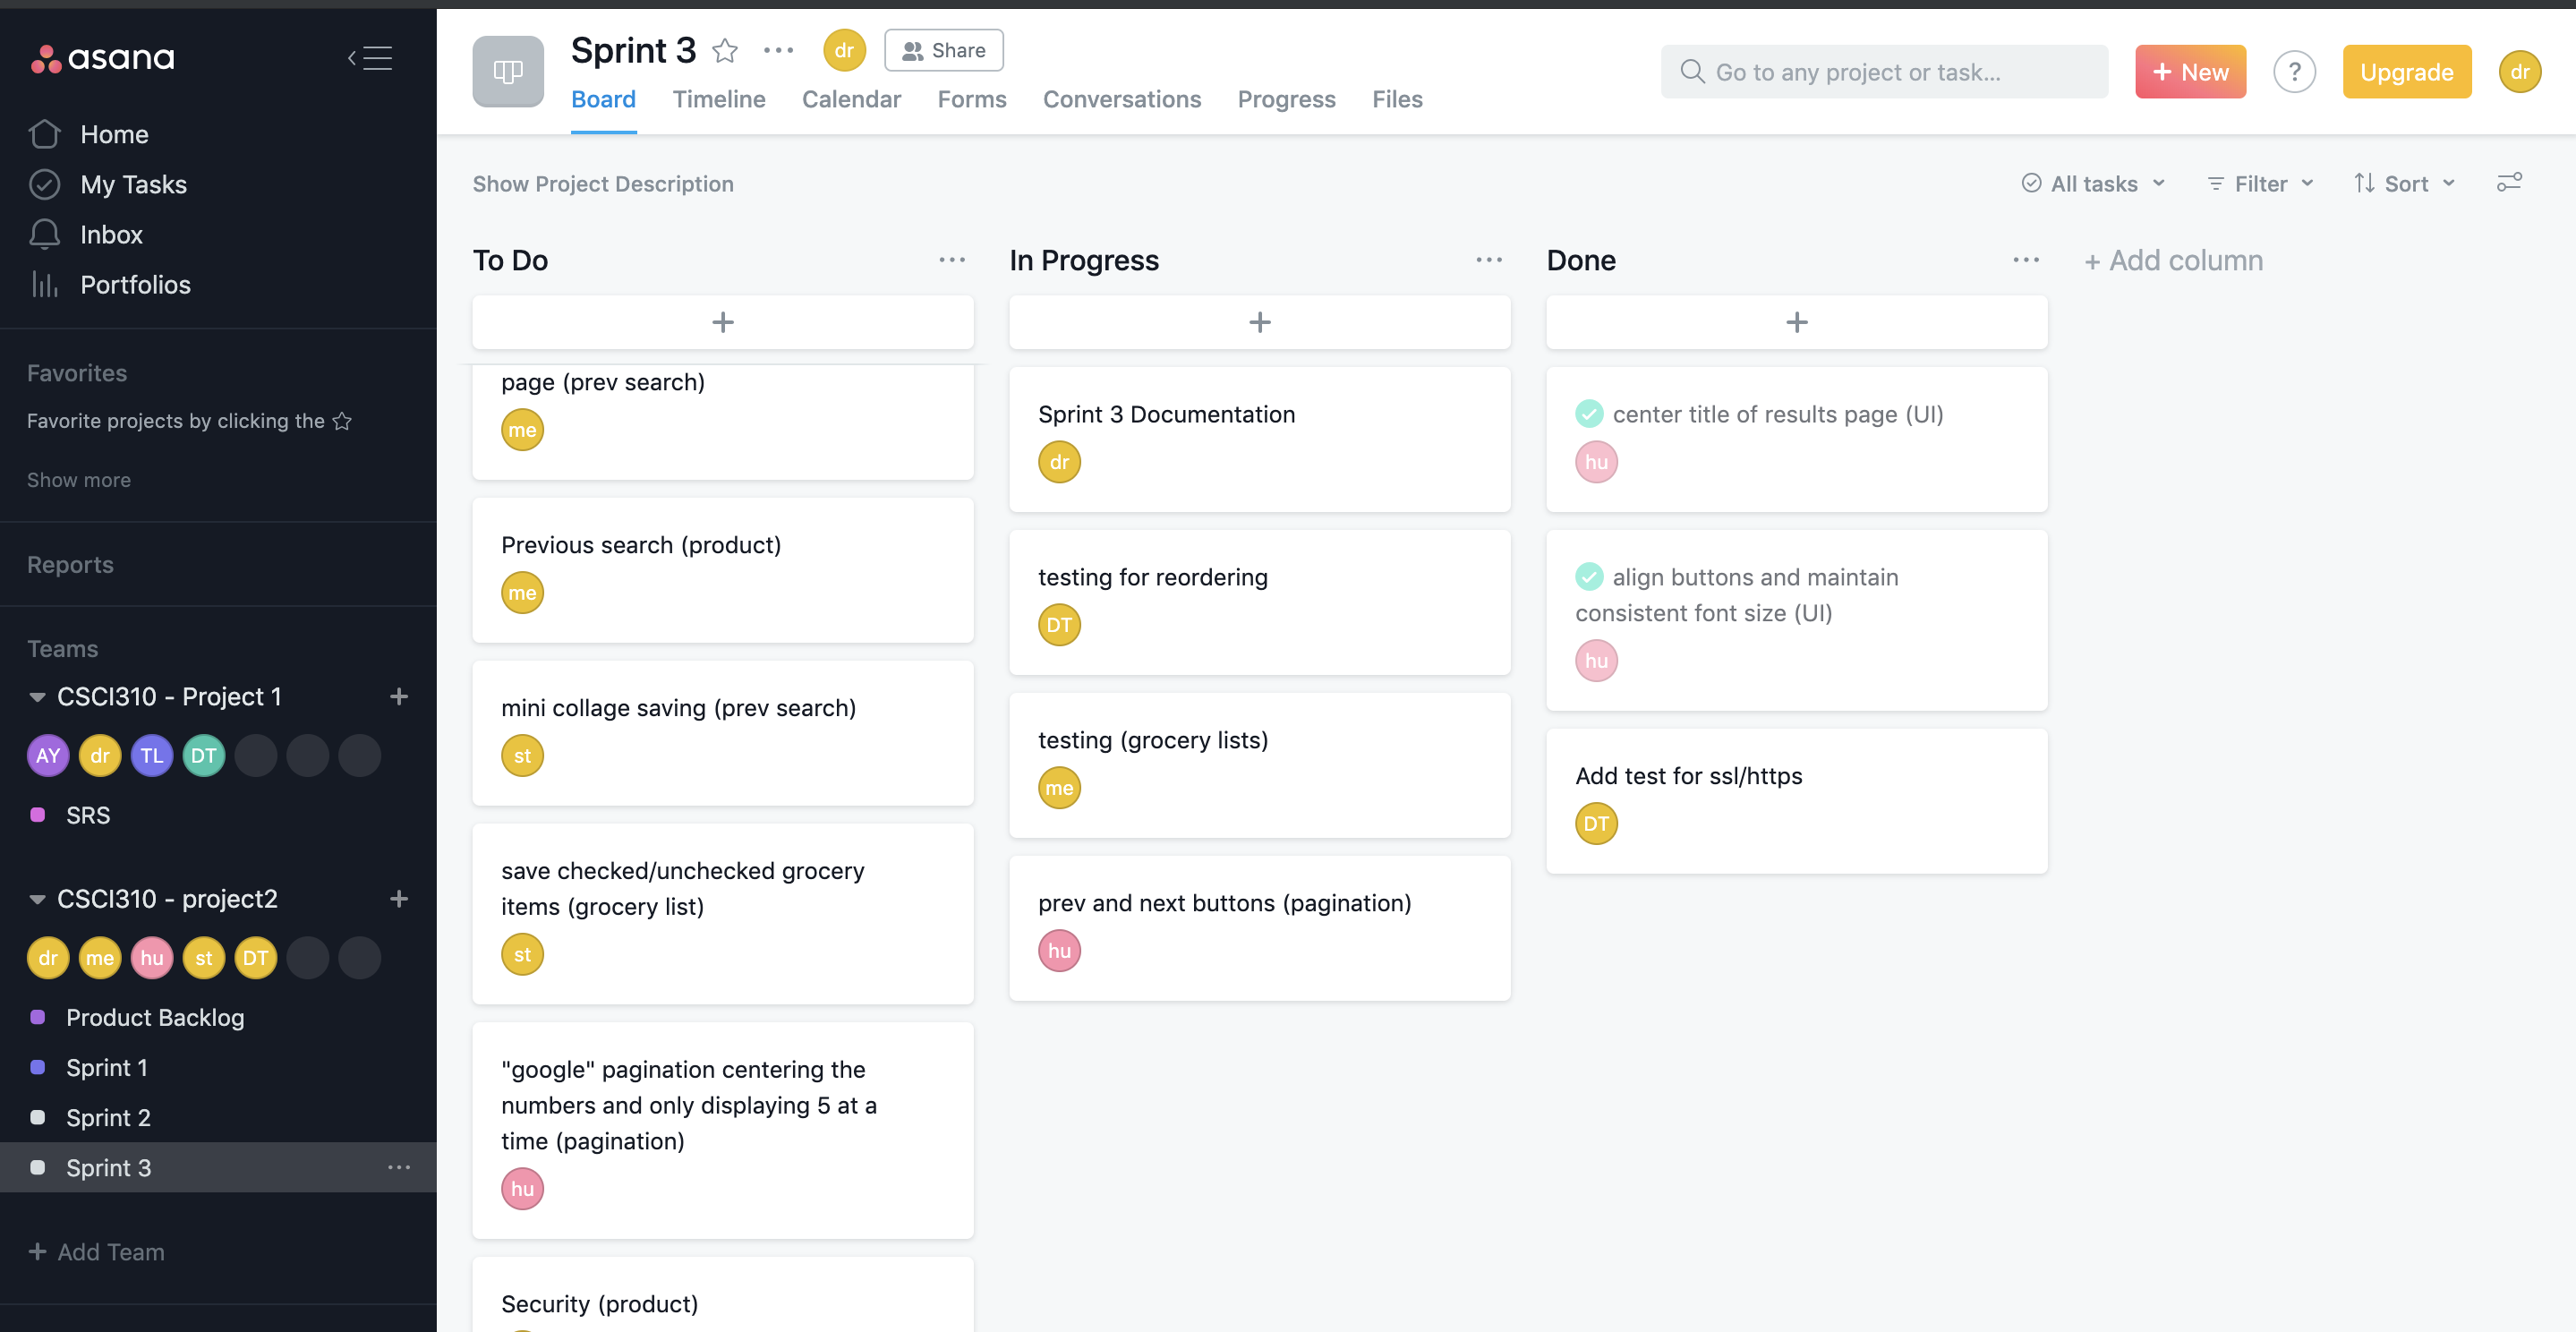 asana
Home
My Tasks
Inbox
Portfolios
Favorites
Favorite projects by clicking the
Show more
Reports
Teams
CSCI310 - Project 1
AY dr TL DT
SRS
CSCI310 - project2
dr me hu st DT
Product Backlog
Sprint 1
Sprint 2
Sprint 3
+ Add Team
Sprint 3
dr
Share
Board Timeline Calendar Forms Conversations Progress Files
Go to any project or task...
+ New
?
Upgrade
dr
Show Project Description
All tasks
Filter
Sort
To Do
+
page (prev search)
me
Previous search (product)
me
mini collage saving (prev search)
st
save checked/unchecked grocery
items (grocery list)
st
"google" pagination centering the
numbers and only displaying 5 at a
time (pagination)
hu
Security (product)
In Progress
+
Sprint 3 Documentation
dr
testing for reordering
DT
testing (grocery lists)
me
prev and next buttons (pagination)
hu
Done
+
center title of results page (UI)
hu
align buttons and maintain
consistent font size (UI)
hu
Add test for ssl/https
DT
+ Add column